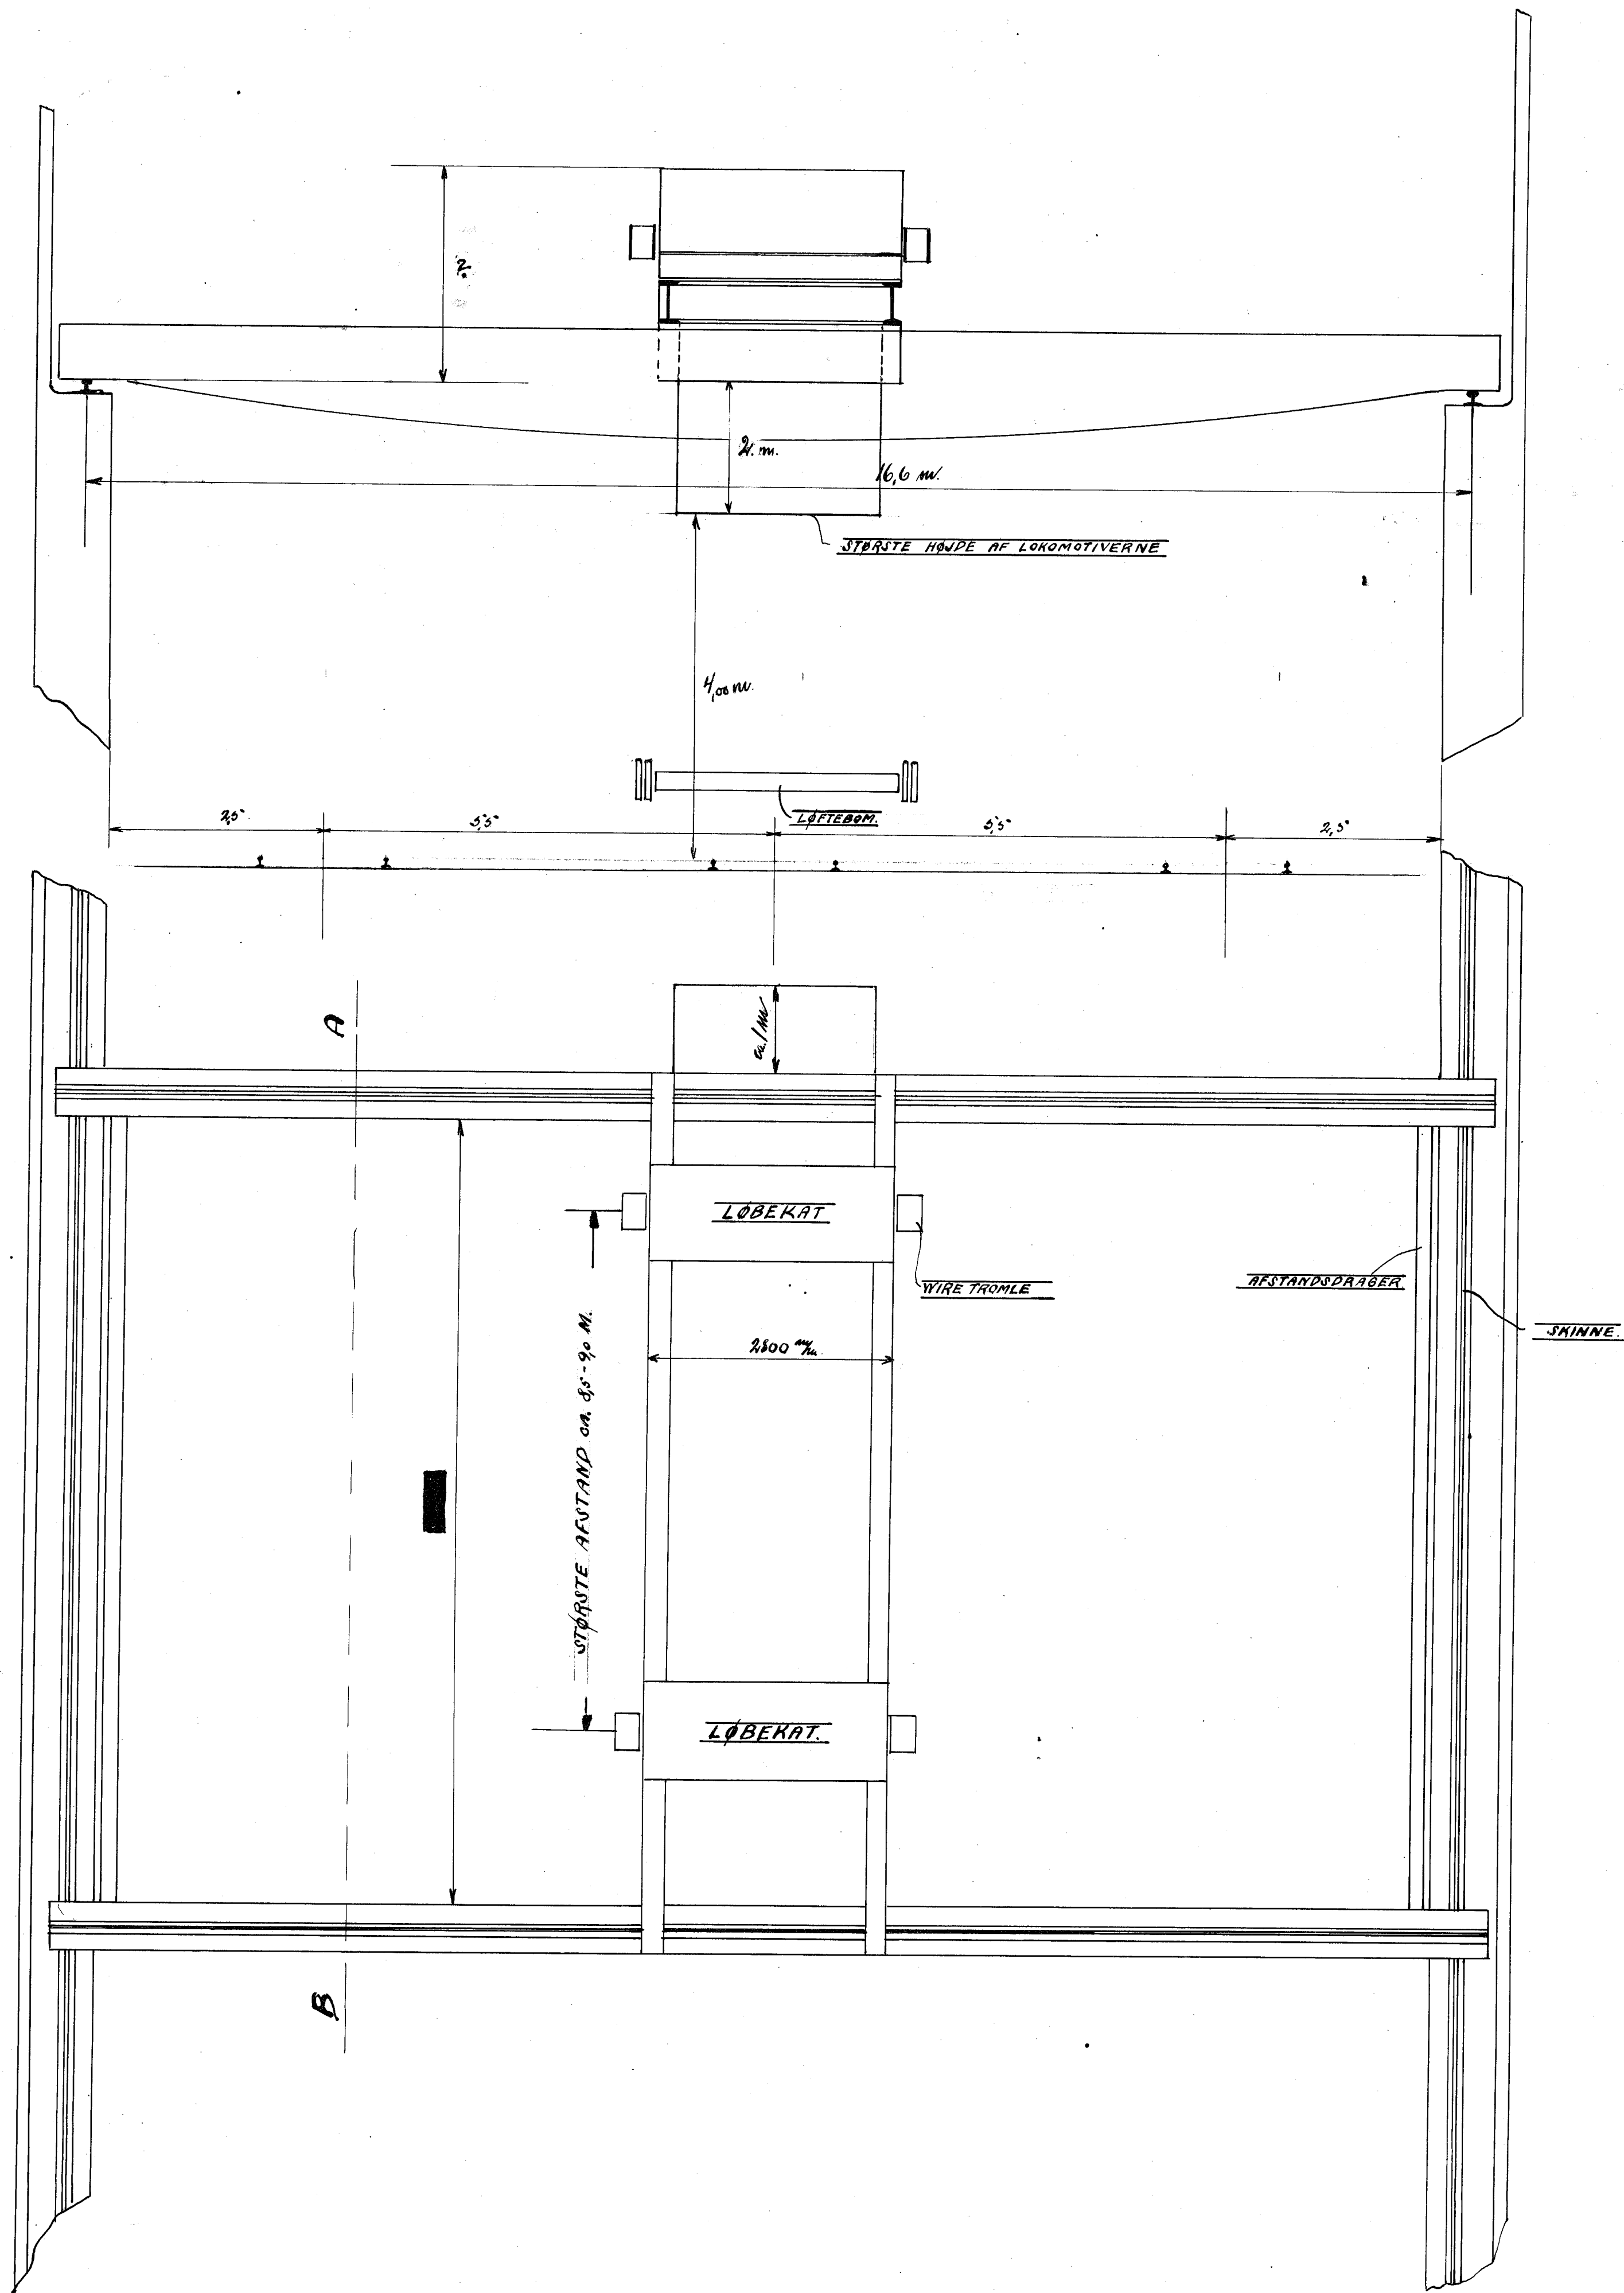 ?
2. m.
16,6 m.
STØRSTE HØJDE AF LOKOMOTIVERNE
4,00 m.
LØFTEBOM.
2,5
5,5
5,5
2,5
A
ca. 1 m
LØBEKAT
WIRE TROMLE
AFSTANDSDRAGER
SKINNE.
2800 m/m.
STØRSTE AFSTAND ca. 8,5 - 9,0 M.
LØBEKAT.
B